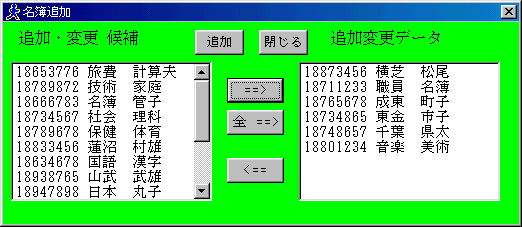 名簿追加
追加・変更 候補
追加
閉じる
追加変更データ
18653776 旅費 計算夫
18789872 技術 家庭
18666783 名簿 管子
18734567 社会 理科
18789678 保健 体育
18833456 蓮沼 村雄
18634678 国語 漢字
18938765 山武 武雄
18947898 日本 丸子
==>
全 ==>
<==
18873456 横芝 松尾
18711233 職員 名簿
18765678 成東 町子
18734865 東金 市子
18748657 千葉 県太
18801234 音楽 美術